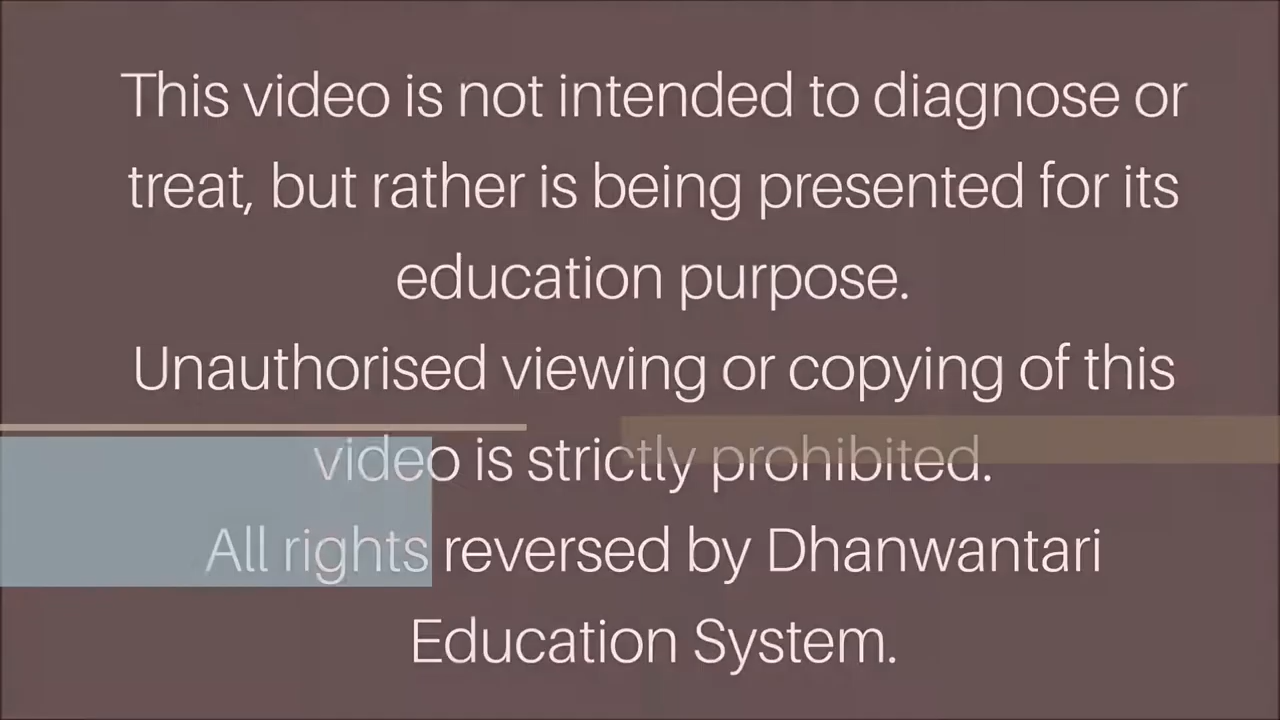 This video is not intended to diagnose or
treat, but rather is being presented for its
education purpose.
Unauthorised viewing or copying of this
video is strictly prohibited.
All rights reversed by Dhanwantari
Education System.